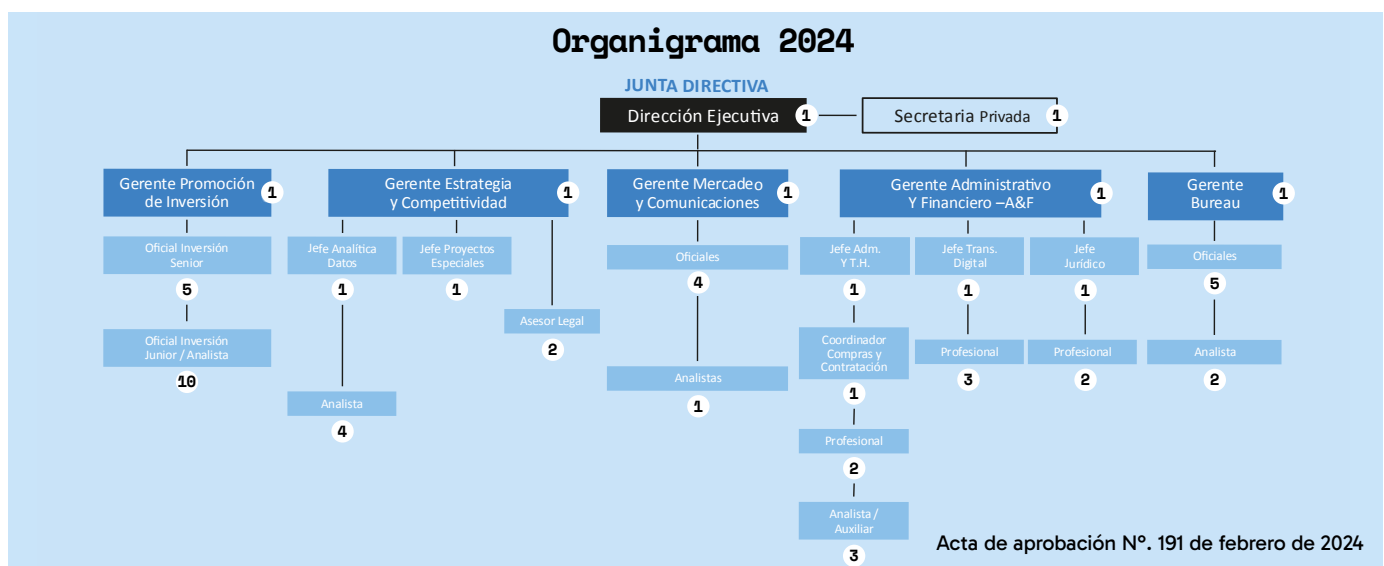 Organigrama 2024
JUNTA DIRECTIVA
Dirección Ejecutiva 1
Secretaria Privada 1
Gerente Promoción
de Inversión
1
Oficial Inversión
Senior
5
Oficial Inversión
Junior / Analista
10
Gerente Estrategia
y Competitividad
1
Jefe Analítica
Datos
1
Analista
4
Jefe Proyectos
Especiales
1
Asesor Legal
2
Gerente Mercadeo
y Comunicaciones
1
Oficiales
4
Analistas
1
Gerente Administrativo
Y Financiero –A&F
1
Jefe Adm.
Y T.H.
1
Coordinador
Compras y
Contratación
1
Profesional
2
Analista /
Auxiliar
3
Jefe Trans.
Digital
1
Profesional
3
Jefe
Jurídico
1
Profesional
2
Gerente
Bureau
1
Oficiales
5
Analista
2
Acta de aprobación N°. 191 de febrero de 2024